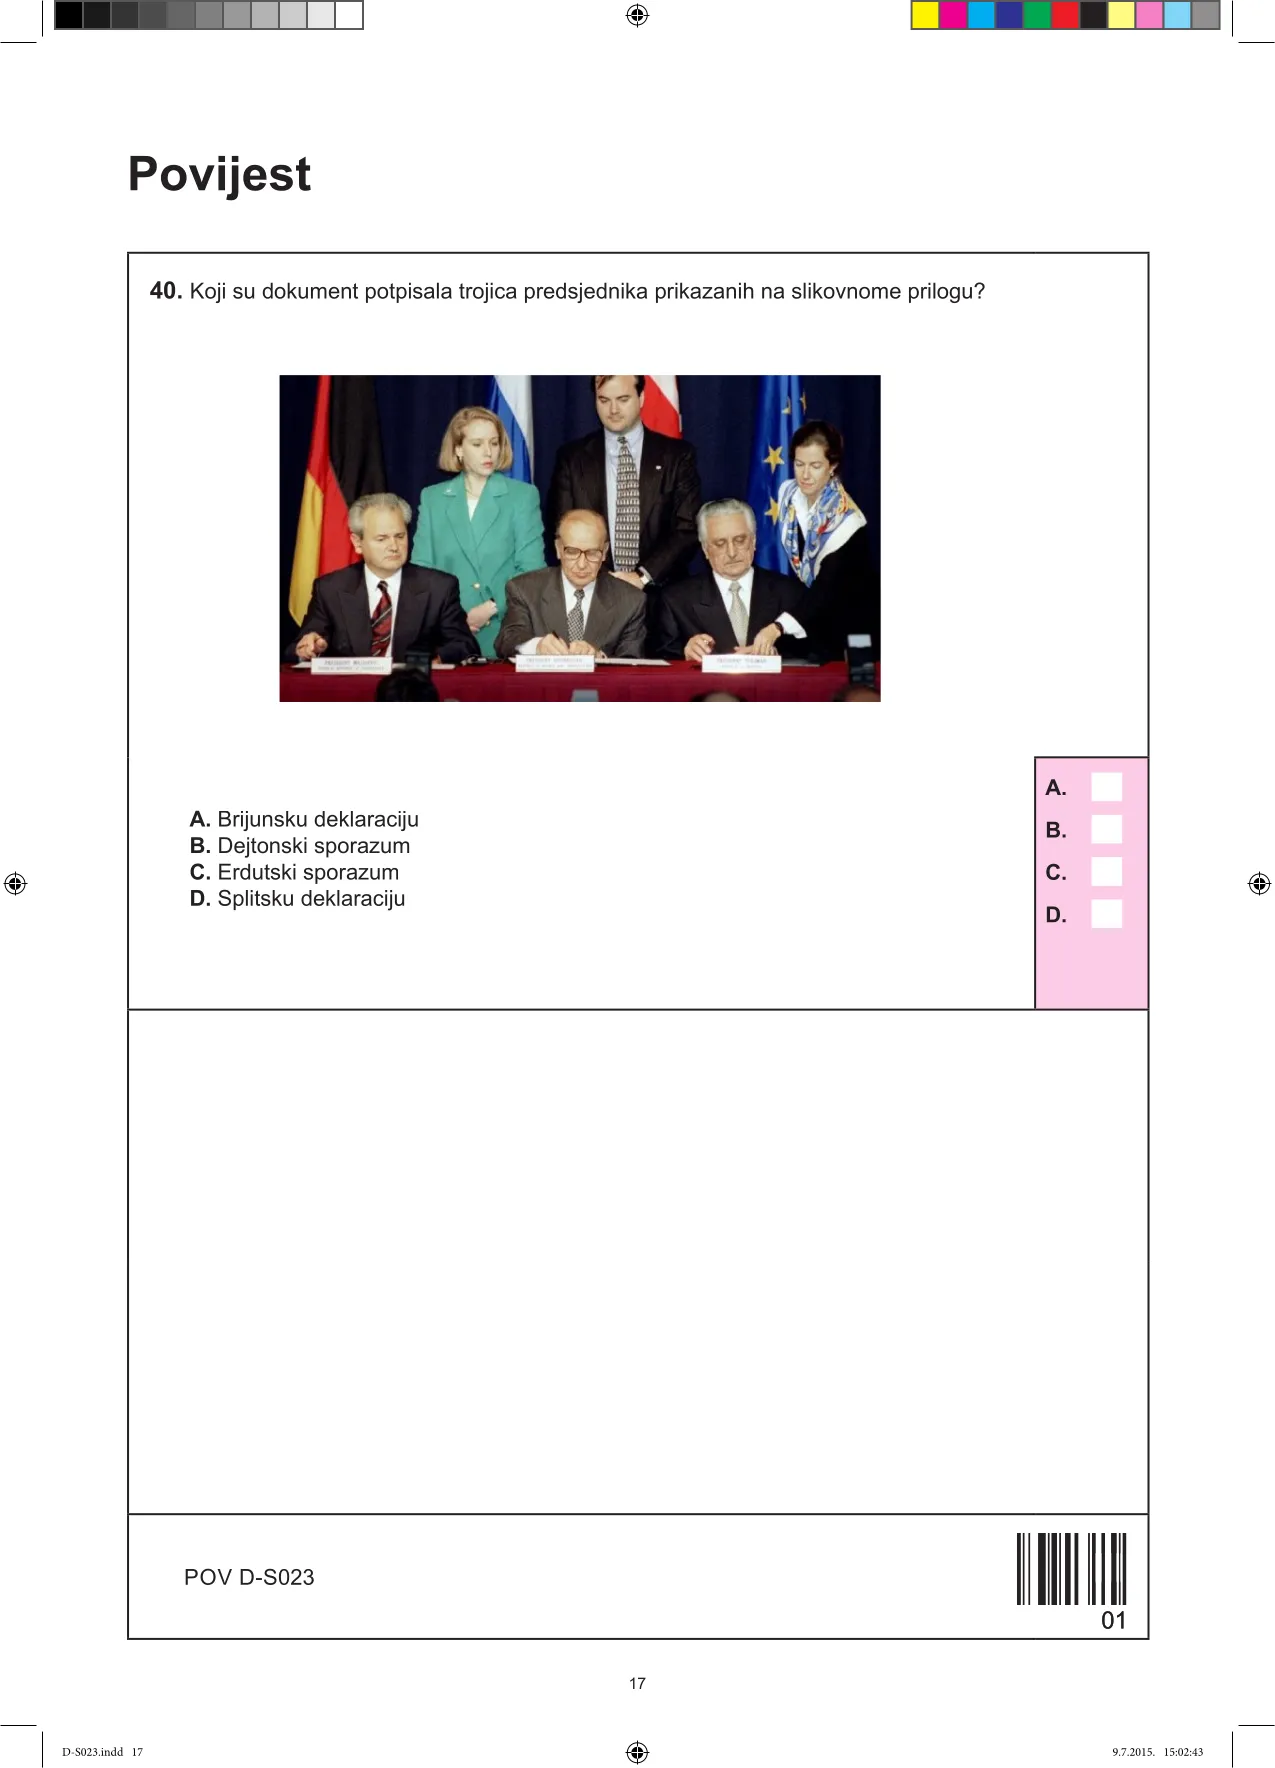 Povijest
40. Koji su dokument potpisala trojica predsjednika prikazanih na slikovnome prilogu?
A. Brijunsku deklaraciju
B. Dejtonski sporazum
C. Erdutski sporazum
D. Splitsku deklaraciju
A.
B.
C.
D.
POV D-S023
01
17
D-S023.indd 17
9.7.2015. 15:02:43